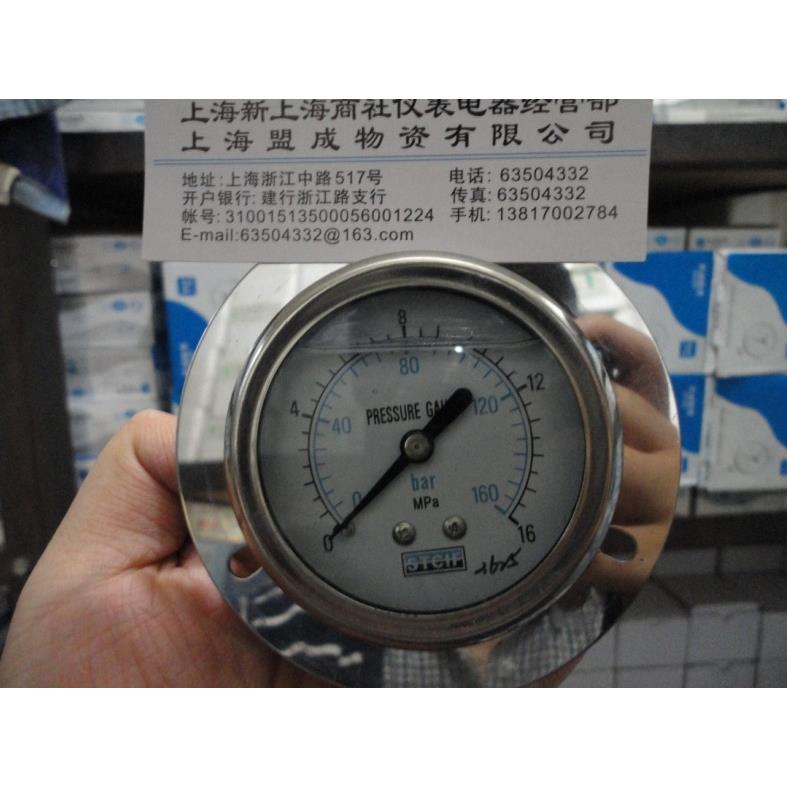 上海新上海商社仪表电器经营部
上海盟成物资有限公司
地址:上海浙江中路517号
电话: 63504332
开户银行: 建行浙江路支行
传真: 63504332
帐号: 31001513500056001224
手机: 13817002784
E-mail:63504332@163.com
8
80
4
12
40
PRESSURE GAU
120
0
bar
160
MPa
0
16
STCIF